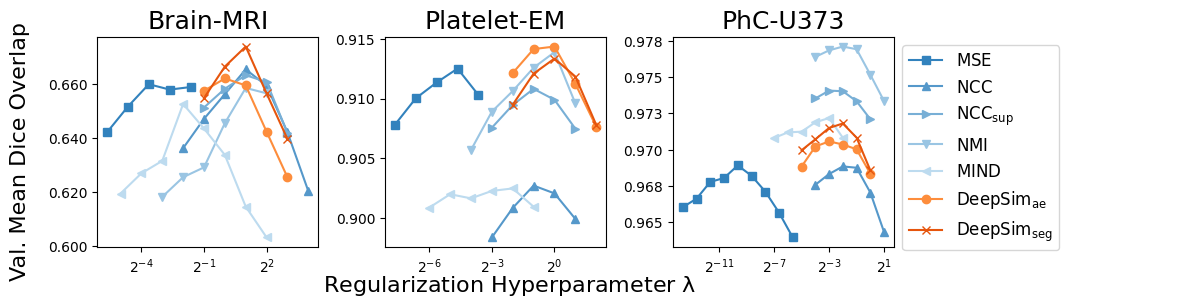 Brain-MRI Platelet-EM PhC-U373
Val. Mean Dice Overlap
0.660
0.640
0.620
0.600
2^-4 2^-1 2^2
0.915
0.910
0.905
0.900
2^-6 2^-3 2^0
0.978
0.975
0.973
0.970
0.968
0.965
2^-11 2^-7 2^-3 2^1
Regularization Hyperparameter λ
MSE
NCC
NCC_sup
NMI
MIND
DeepSim_ae
DeepSim_seg